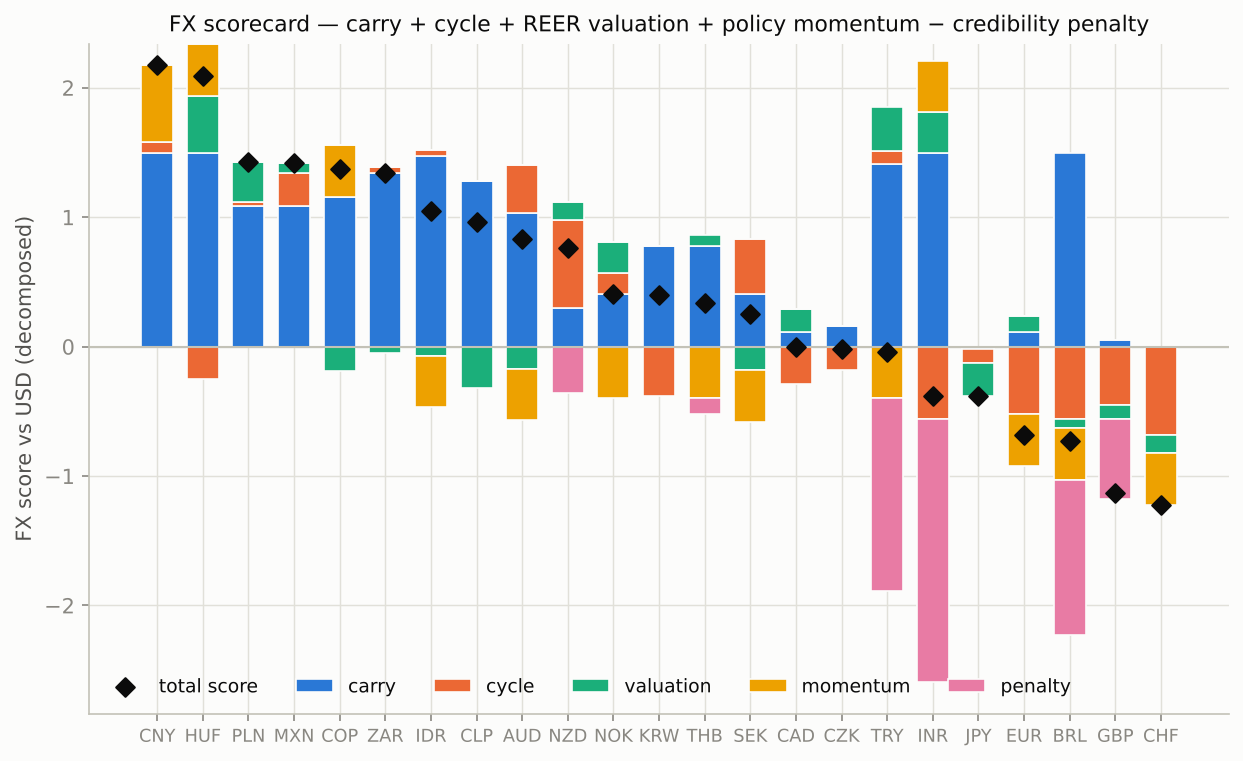 FX scorecard — carry + cycle + REER valuation + policy momentum − credibility penalty
FX score vs USD (decomposed)
2
1
0
−1
−2
total score carry cycle valuation momentum penalty
CNY HUF PLN MXN COP ZAR IDR CLP AUD NZD NOK KRW THB SEK CAD CZK TRY INR JPY EUR BRL GBP CHF